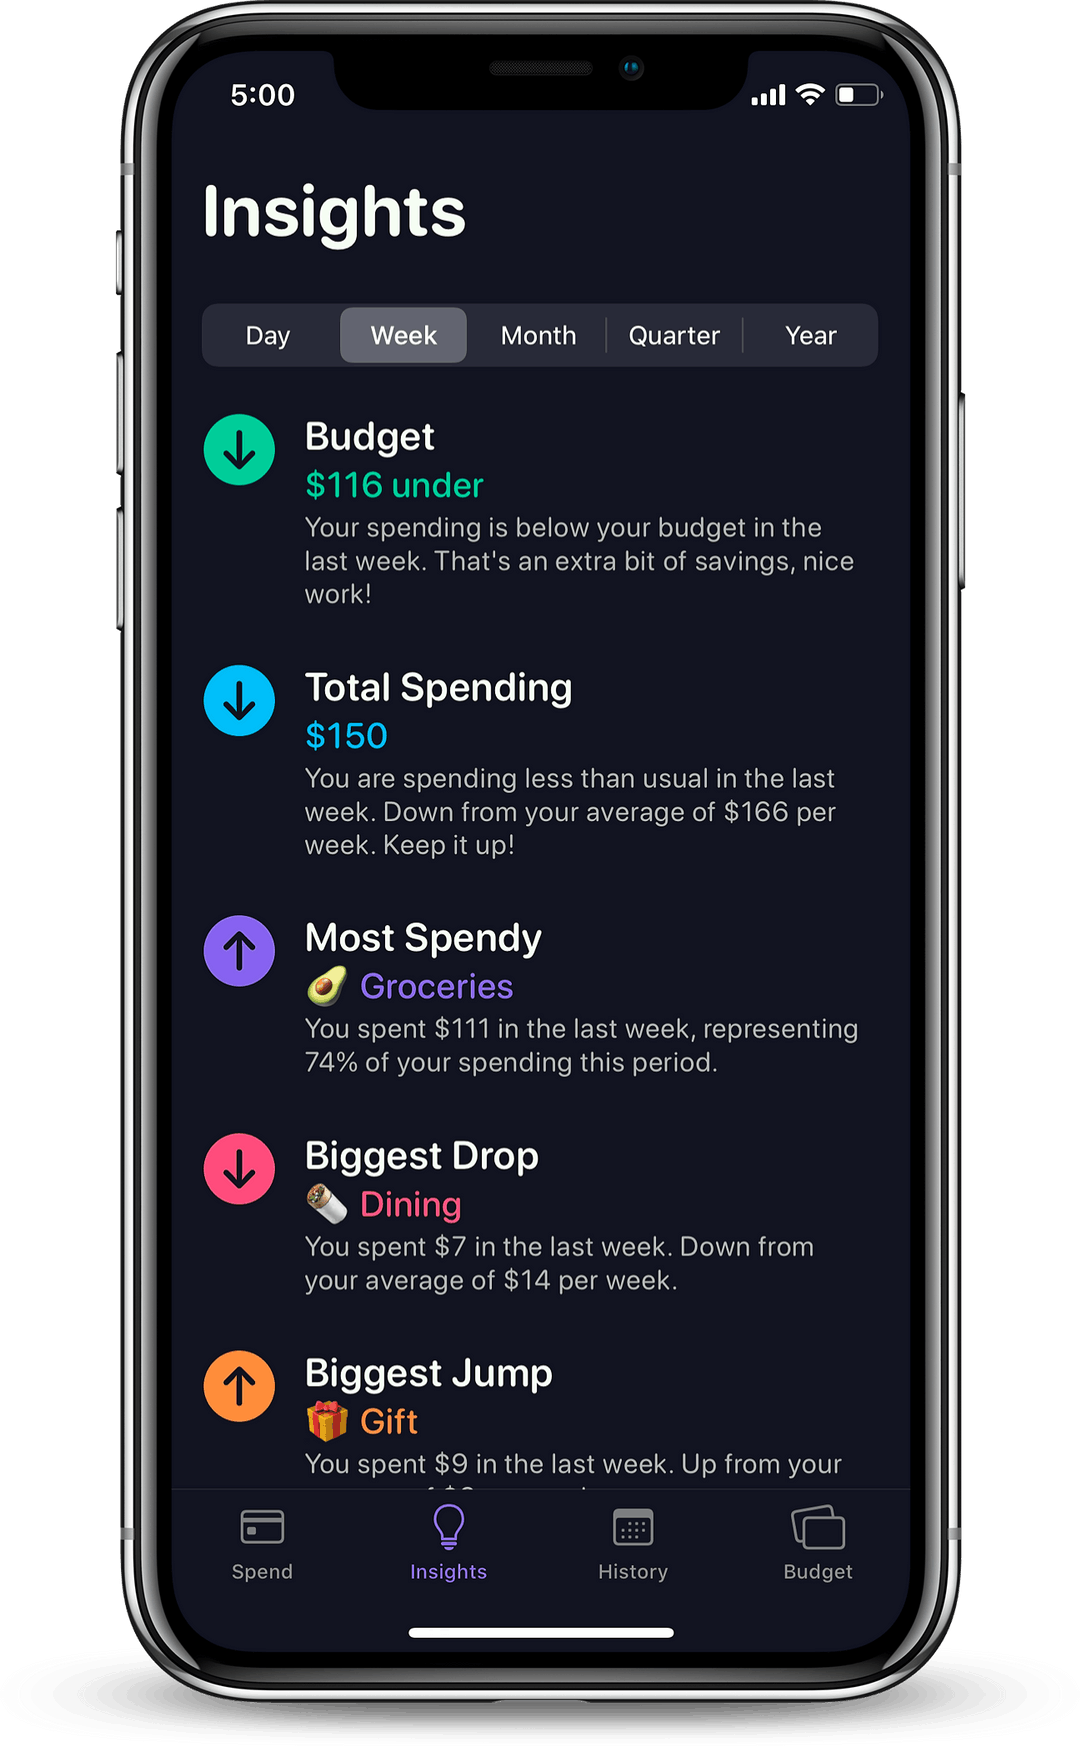 5:00
Insights
Day Week Month Quarter Year
Budget
$116 under
Your spending is below your budget in the
last week. That's an extra bit of savings, nice
work!
Total Spending
$150
You are spending less than usual in the last
week. Down from your average of $166 per
week. Keep it up!
Most Spendy
Groceries
You spent $111 in the last week, representing
74% of your spending this period.
Biggest Drop
Dining
You spent $7 in the last week. Down from
your average of $14 per week.
Biggest Jump
Gift
You spent $9 in the last week. Up from your
Spend Insights History Budget